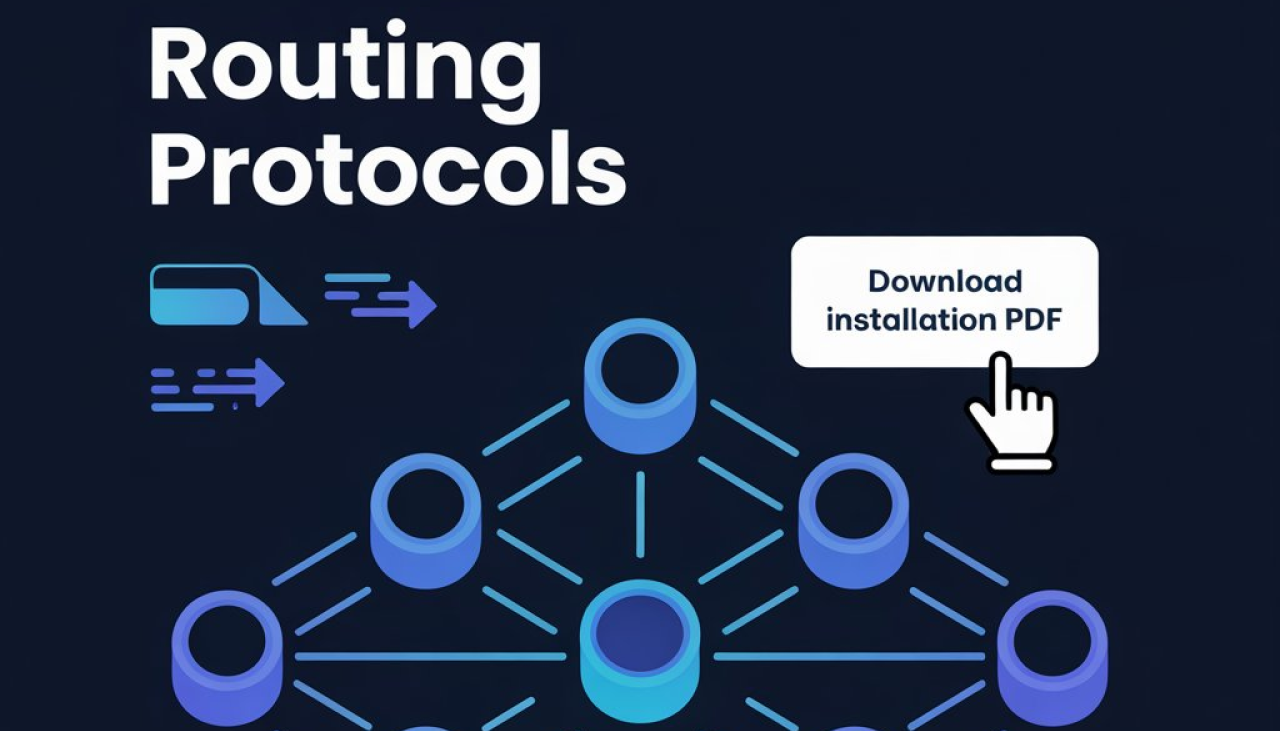 Routing
Protocols
Download
installation PDF